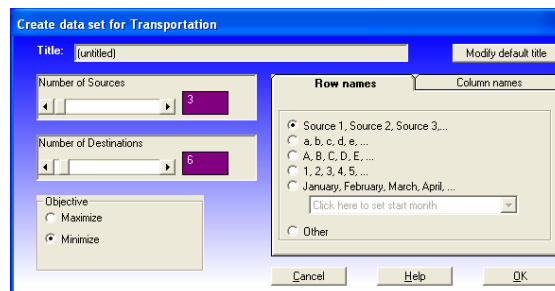 Create data set for Transportation
Title: (untitled) Modify default title
Number of Sources
3
Number of Destinations
6
Objective
Maximize
Minimize
Row names Column names
Source 1, Source 2, Source 3,...
a, b, c, d, e, ...
A, B, C, D, E, ...
1, 2, 3, 4, 5, ...
January, February, March, April, ...
Click here to set start month
Other
Cancel Help OK